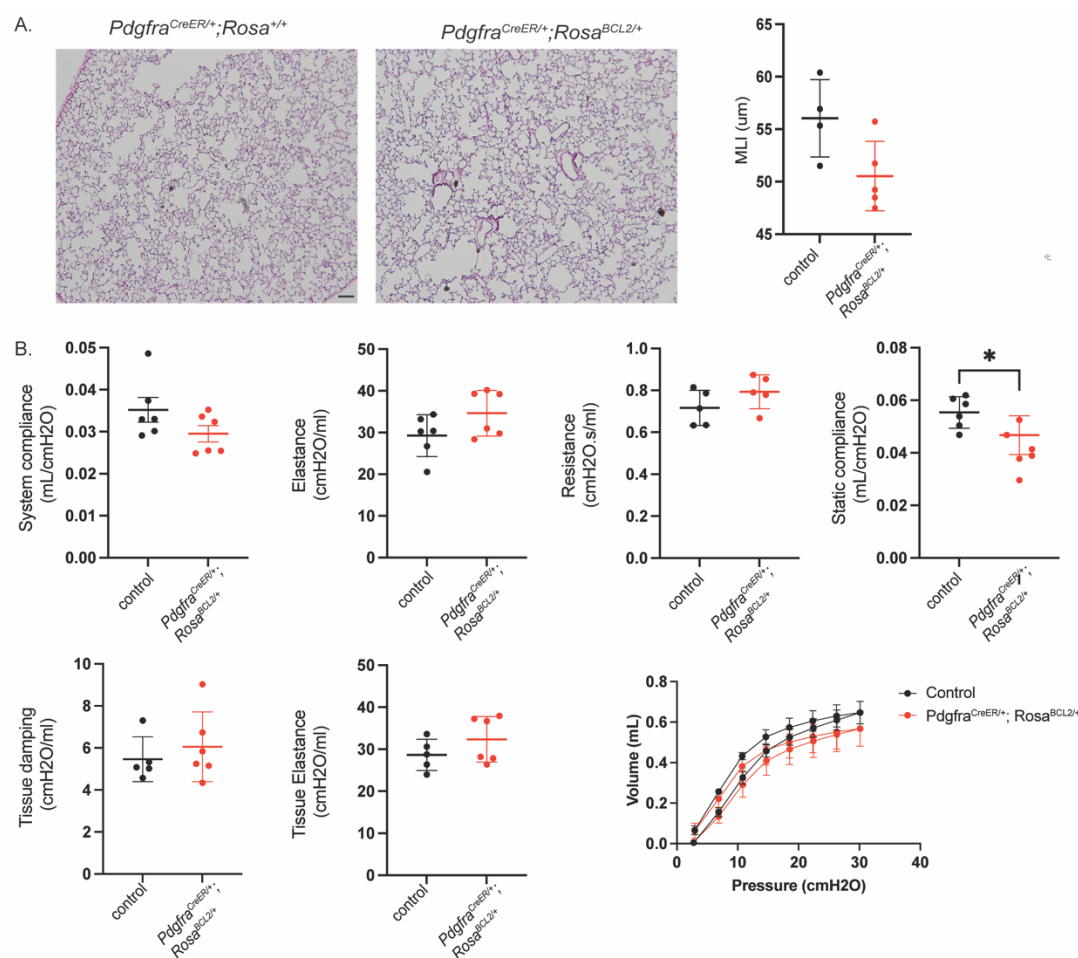 A.
Pdgfra^CreER/+;Rosa^+/+
Pdgfra^CreER/+;Rosa^BCL2/+
65
60
55
50
45
MLI (um)
control
Pdgfra^CreER/+;
Rosa^BCL2/+
B.
0.05
0.04
0.03
0.02
0.01
0.00
System compliance
(mL/cmH2O)
control
Pdgfra^CreER/+;
Rosa^BCL2/+
50
40
30
20
10
0
Elastance
(cmH2O/ml)
control
Pdgfra^CreER/+;
Rosa^BCL2/+
1.0
0.8
0.6
0.4
0.2
0.0
Resistance
(cmH2O.s/ml)
control
Pdgfra^CreER/+;
Rosa^BCL2/+
0.08
0.06
0.04
0.02
0.00
Static compliance
(mL/cmH2O)
*
control
Pdgfra^CreER/+;
Rosa^BCL2/+
10
8
6
4
2
0
Tissue damping
(cmH2O/ml)
control
Pdgfra^CreER/+;
Rosa^BCL2/+
50
40
30
20
10
0
Tissue Elastance
(cmH2O/ml)
control
Pdgfra^CreER/+;
Rosa^BCL2/+
0.8
0.6
0.4
0.2
0.0
Volume (mL)
0 10 20 30 40
Pressure (cmH2O)
Control
Pdgfra^CreER/+; Rosa^BCL2/+